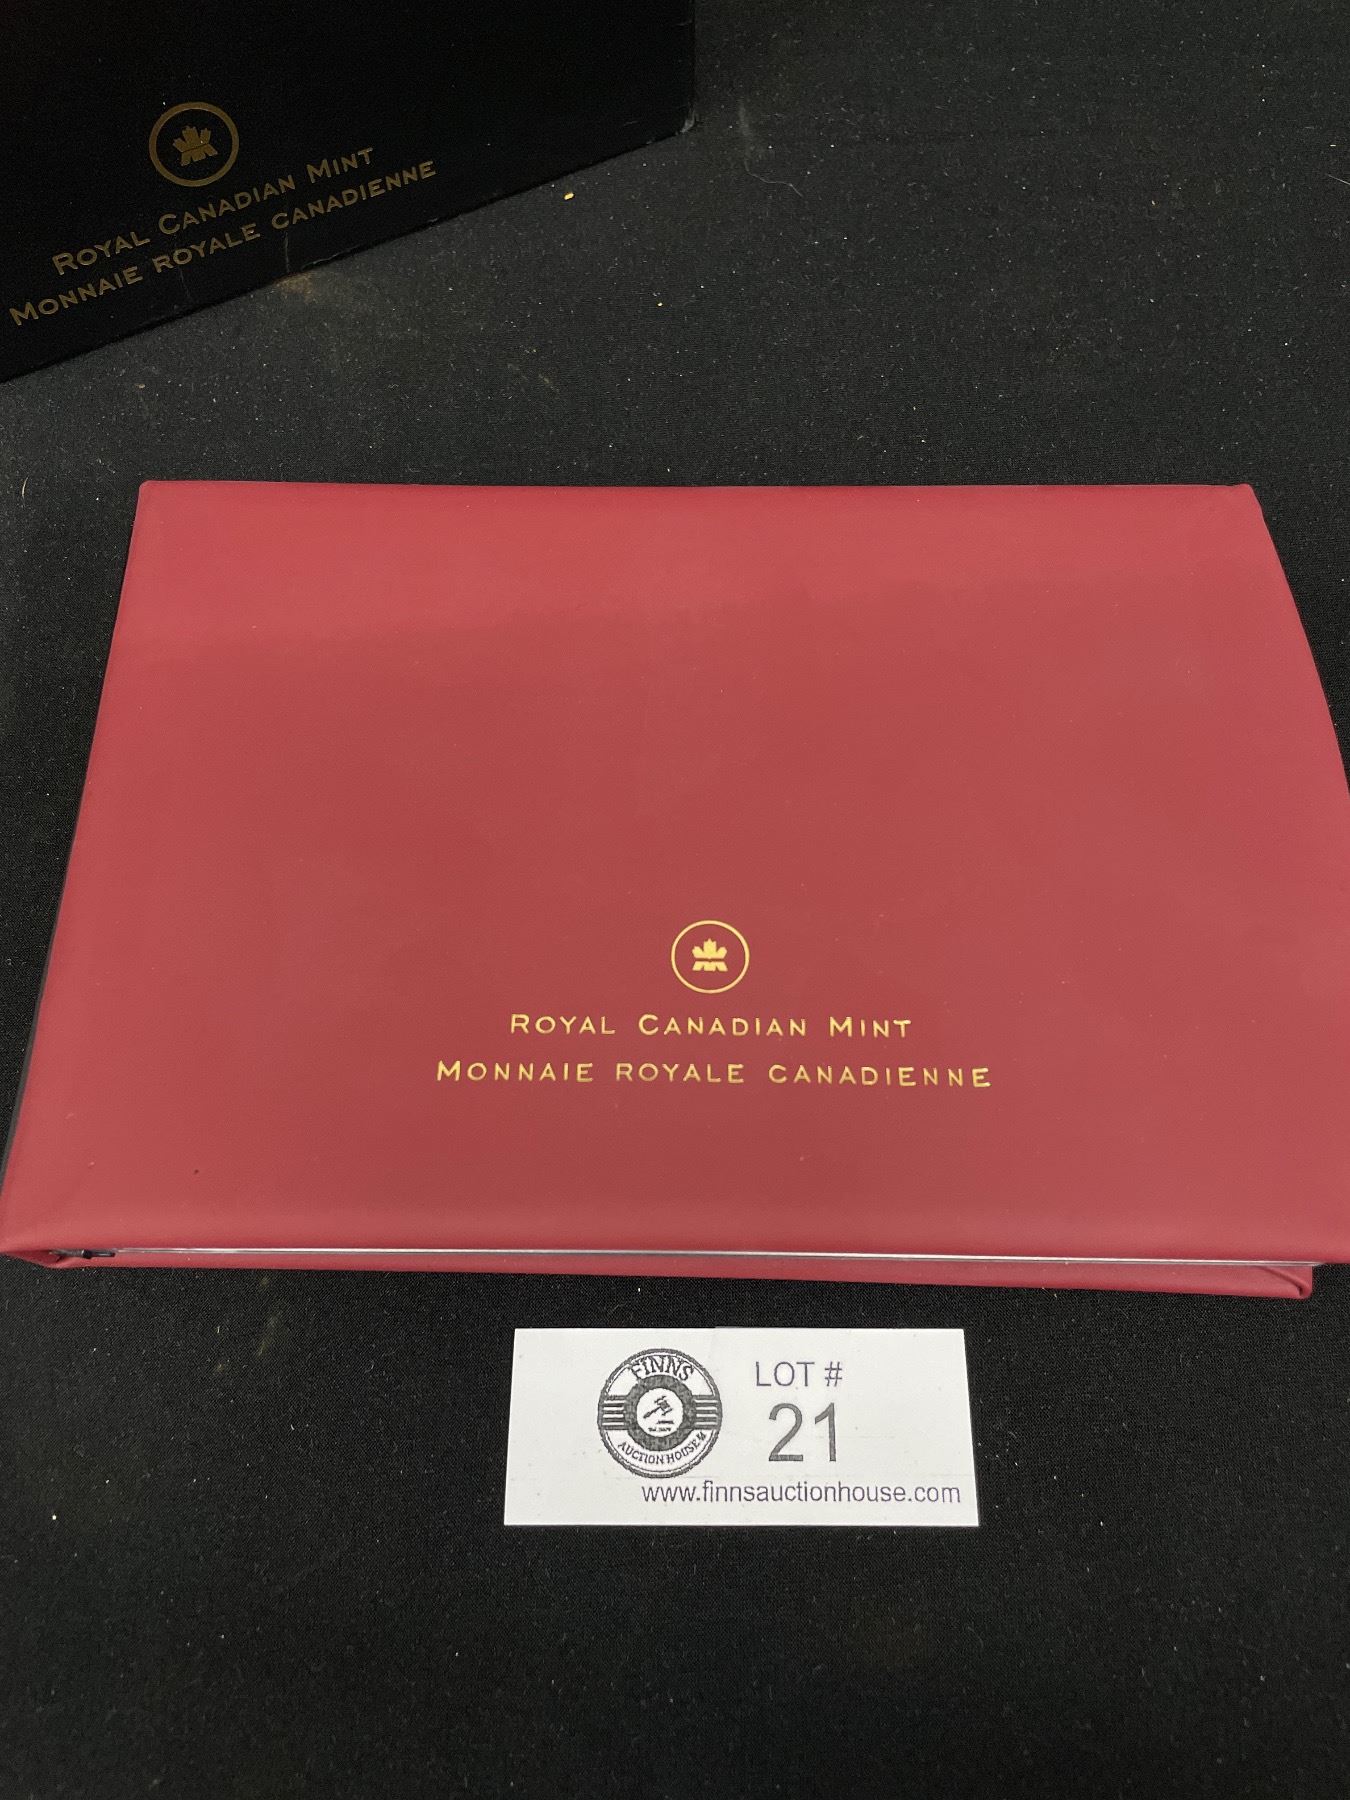 Royal Canadian Mint
Monnaie royale canadienne
Royal Canadian Mint
Monnaie royale canadienne
FINNS
AUCTION HOUSE
LOT #
21
www.finnsauctionhouse.com